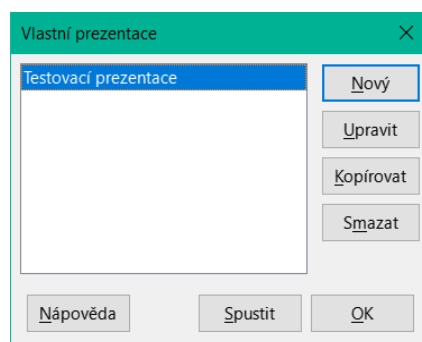 Vlastní prezentace
Testovací prezentace
Nový
Upravit
Kopírovat
Smazat
Nápověda
Spustit
OK